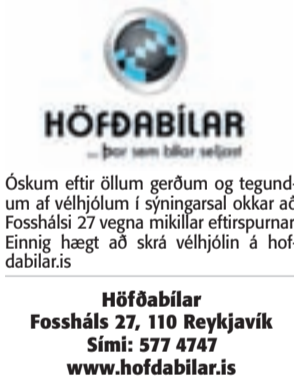 HÖFÐABÍLAR
... þar sem bílar seljast
Óskum eftir öllum gerðum og tegund-
um af vélhjólum í sýningarsal okkar að
Fosshálsi 27 vegna mikillar eftirspurnar
Einnig hægt að skrá vélhjólin á hof-
dabilar.is
Höfðabílar
Fossháls 27, 110 Reykjavík
Sími: 577 4747
www.hofdabilar.is